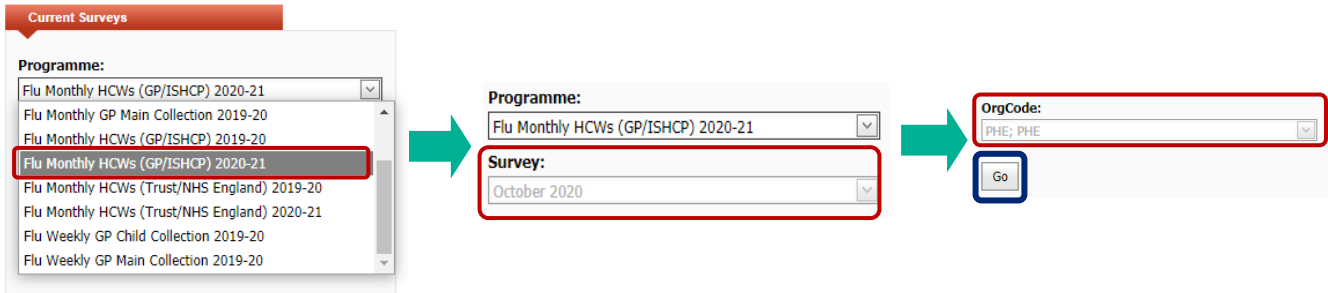 Current Surveys
Programme:
Flu Monthly HCWs (GP/ISHCP) 2020-21
Flu Monthly GP Main Collection 2019-20
Flu Monthly HCWs (GP/ISHCP) 2019-20
Flu Monthly HCWs (GP/ISHCP) 2020-21
Flu Monthly HCWs (Trust/NHS England) 2019-20
Flu Monthly HCWs (Trust/NHS England) 2020-21
Flu Weekly GP Child Collection 2019-20
Flu Weekly GP Main Collection 2019-20
Programme:
Flu Monthly HCWs (GP/ISHCP) 2020-21
Survey:
October 2020
OrgCode:
PHE; PHE
Go